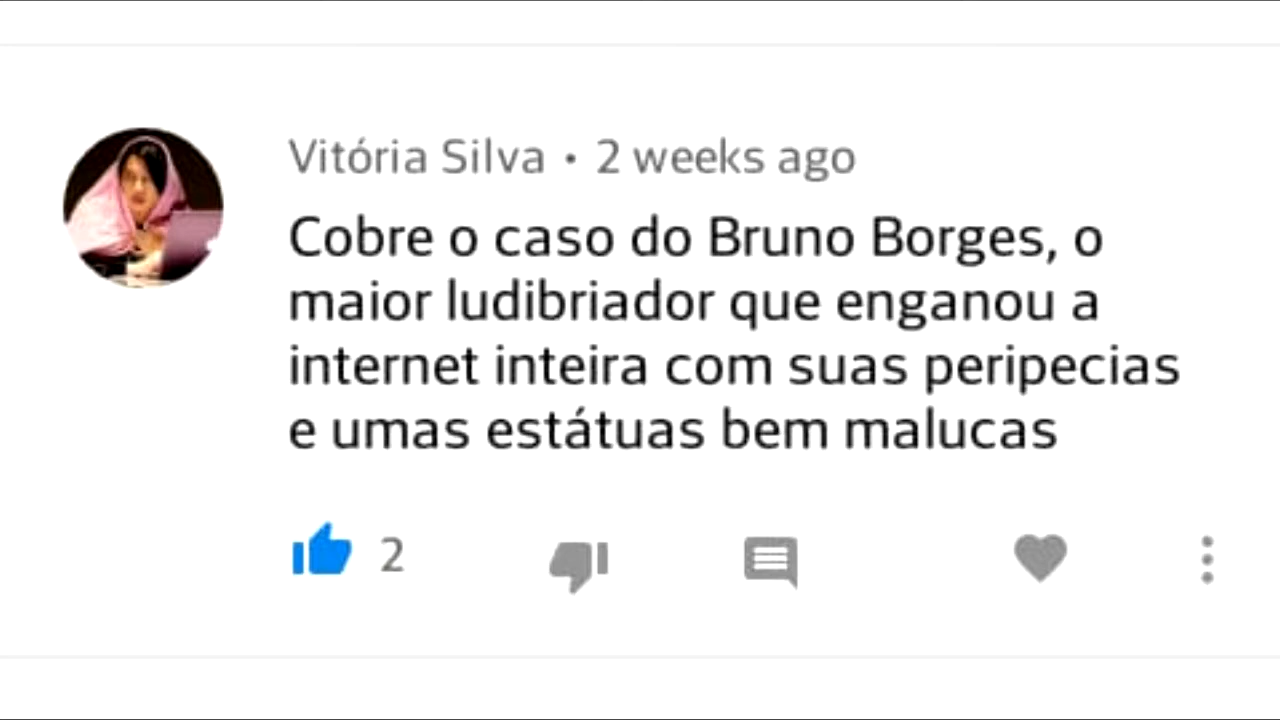 Vitória Silva • 2 weeks ago
Cobre o caso do Bruno Borges, o
maior ludibriador que enganou a
internet inteira com suas peripecias
e umas estátuas bem malucas
2